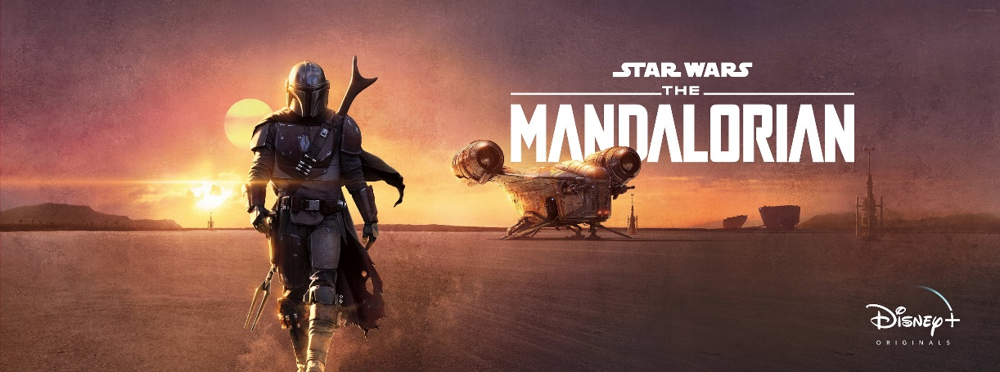 STAR WARS
THE
MANDALORIAN
Disney+
ORIGINALS